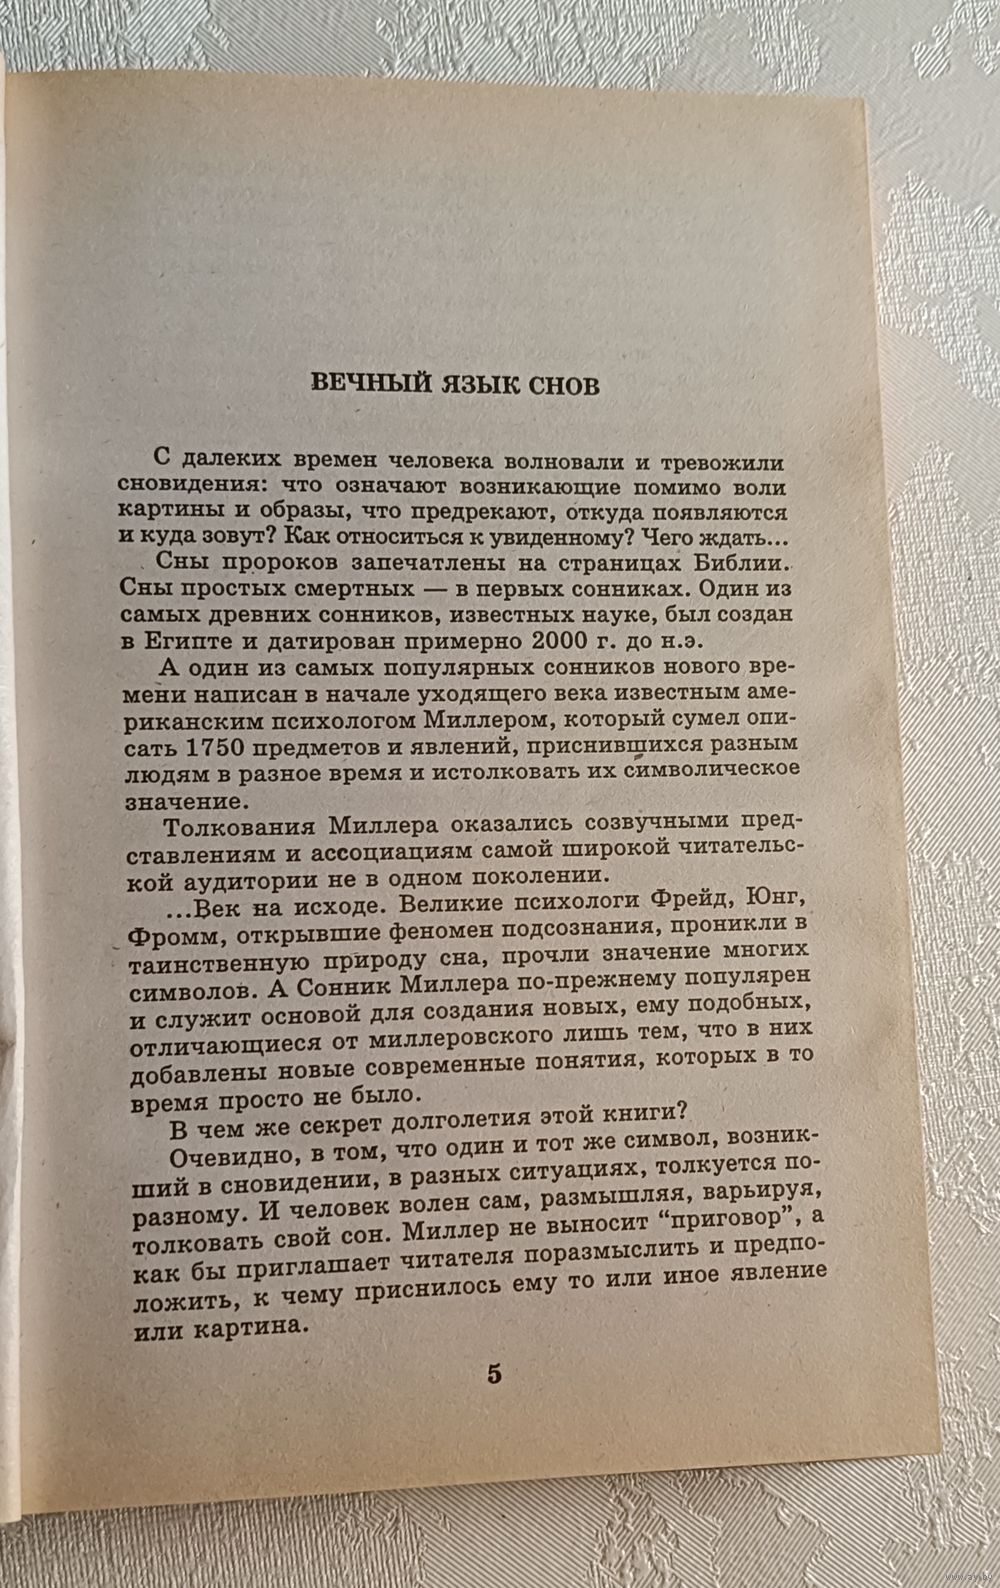 ВЕЧНЫЙ ЯЗЫК СНОВ
С далеких времен человека волновали и тревожили
сновидения: что означают возникающие помимо воли
картины и образы, что предрекают, откуда появляются
и куда зовут? Как относиться к увиденному? Чего ждать...
Сны пророков запечатлены на страницах Библии.
Сны простых смертных — в первых сонниках. Один из
самых древних сонников, известных науке, был создан
в Египте и датирован примерно 2000 г. до н.э.
А один из самых популярных сонников нового вре-
мени написан в начале уходящего века известным аме-
риканским психологом Миллером, который сумел опи-
сать 1750 предметов и явлений, приснившихся разным
людям в разное время и истолковать их символическое
значение.
Толкования Миллера оказались созвучными пред-
ставлениям и ассоциациям самой широкой читательс-
кой аудитории не в одном поколении.
...Век на исходе. Великие психологи Фрейд, Юнг,
Фромм, открывшие феномен подсознания, проникли в
таинственную природу сна, прочли значение многих
символов. А Сонник Миллера по-прежнему популярен
и служит основой для создания новых, ему подобных,
отличающиеся от миллеровского лишь тем, что в них
добавлены новые современные понятия, которых в то
время просто не было.
В чем же секрет долголетия этой книги?
Очевидно, в том, что один и тот же символ, возник-
ший в сновидении, в разных ситуациях, толкуется по-
разному. И человек волен сам, размышляя, варьируя,
толковать свой сон. Миллер не выносит “приговор”, а
как бы приглашает читателя поразмыслить и предпо-
ложить, к чему приснилось ему то или иное явление
или картина.
5
www.ay.by